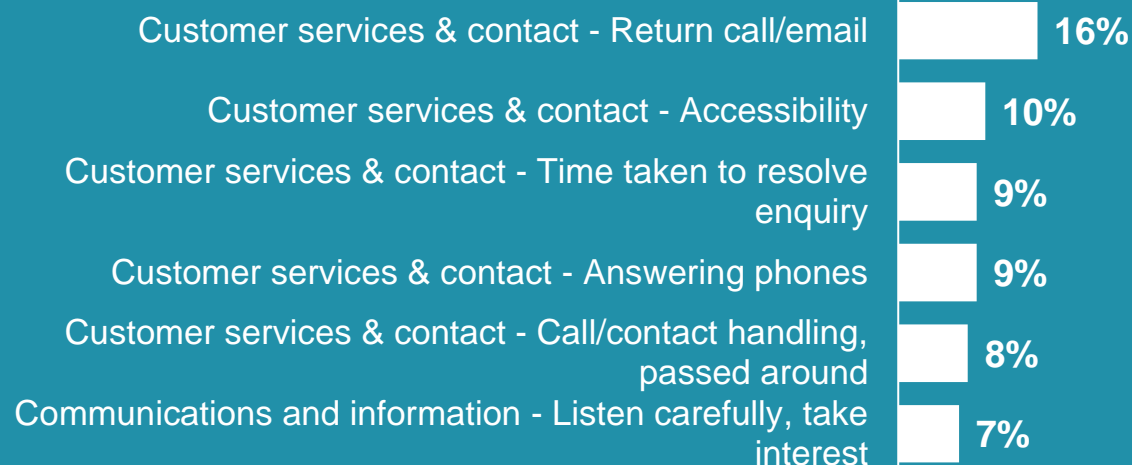 Customer services & contact - Return call/email 16%
Customer services & contact - Accessibility 10%
Customer services & contact - Time taken to resolve
enquiry 9%
Customer services & contact - Answering phones 9%
Customer services & contact - Call/contact handling,
passed around 8%
Communications and information - Listen carefully, take
interest 7%